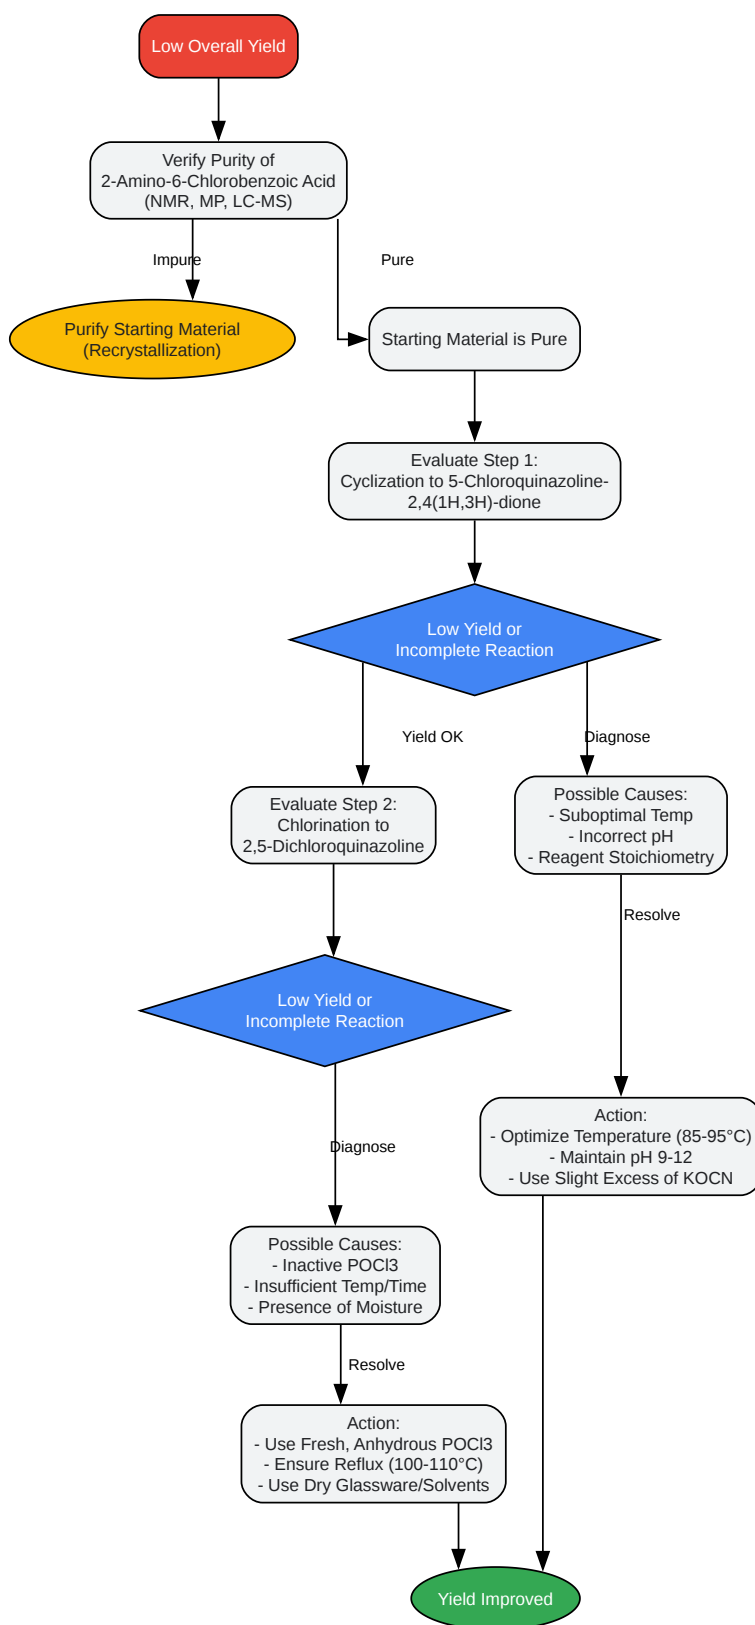 Low Overall Yield
Verify Purity of
2-Amino-6-Chlorobenzoic Acid
(NMR, MP, LC-MS)
Impure
Pure
Purify Starting Material
(Recrystallization)
Starting Material is Pure
Evaluate Step 1:
Cyclization to 5-Chloroquinazoline-
2,4(1H,3H)-dione
Low Yield or
Incomplete Reaction
Yield OK
Diagnose
Evaluate Step 2:
Chlorination to
2,5-Dichloroquinazoline
Possible Causes:
- Suboptimal Temp
- Incorrect pH
- Reagent Stoichiometry
Resolve
Low Yield or
Incomplete Reaction
Diagnose
Action:
- Optimize Temperature (85-95°C)
- Maintain pH 9-12
- Use Slight Excess of KOCN
Possible Causes:
- Inactive POCl3
- Insufficient Temp/Time
- Presence of Moisture
Resolve
Action:
- Use Fresh, Anhydrous POCl3
- Ensure Reflux (100-110°C)
- Use Dry Glassware/Solvents
Yield Improved